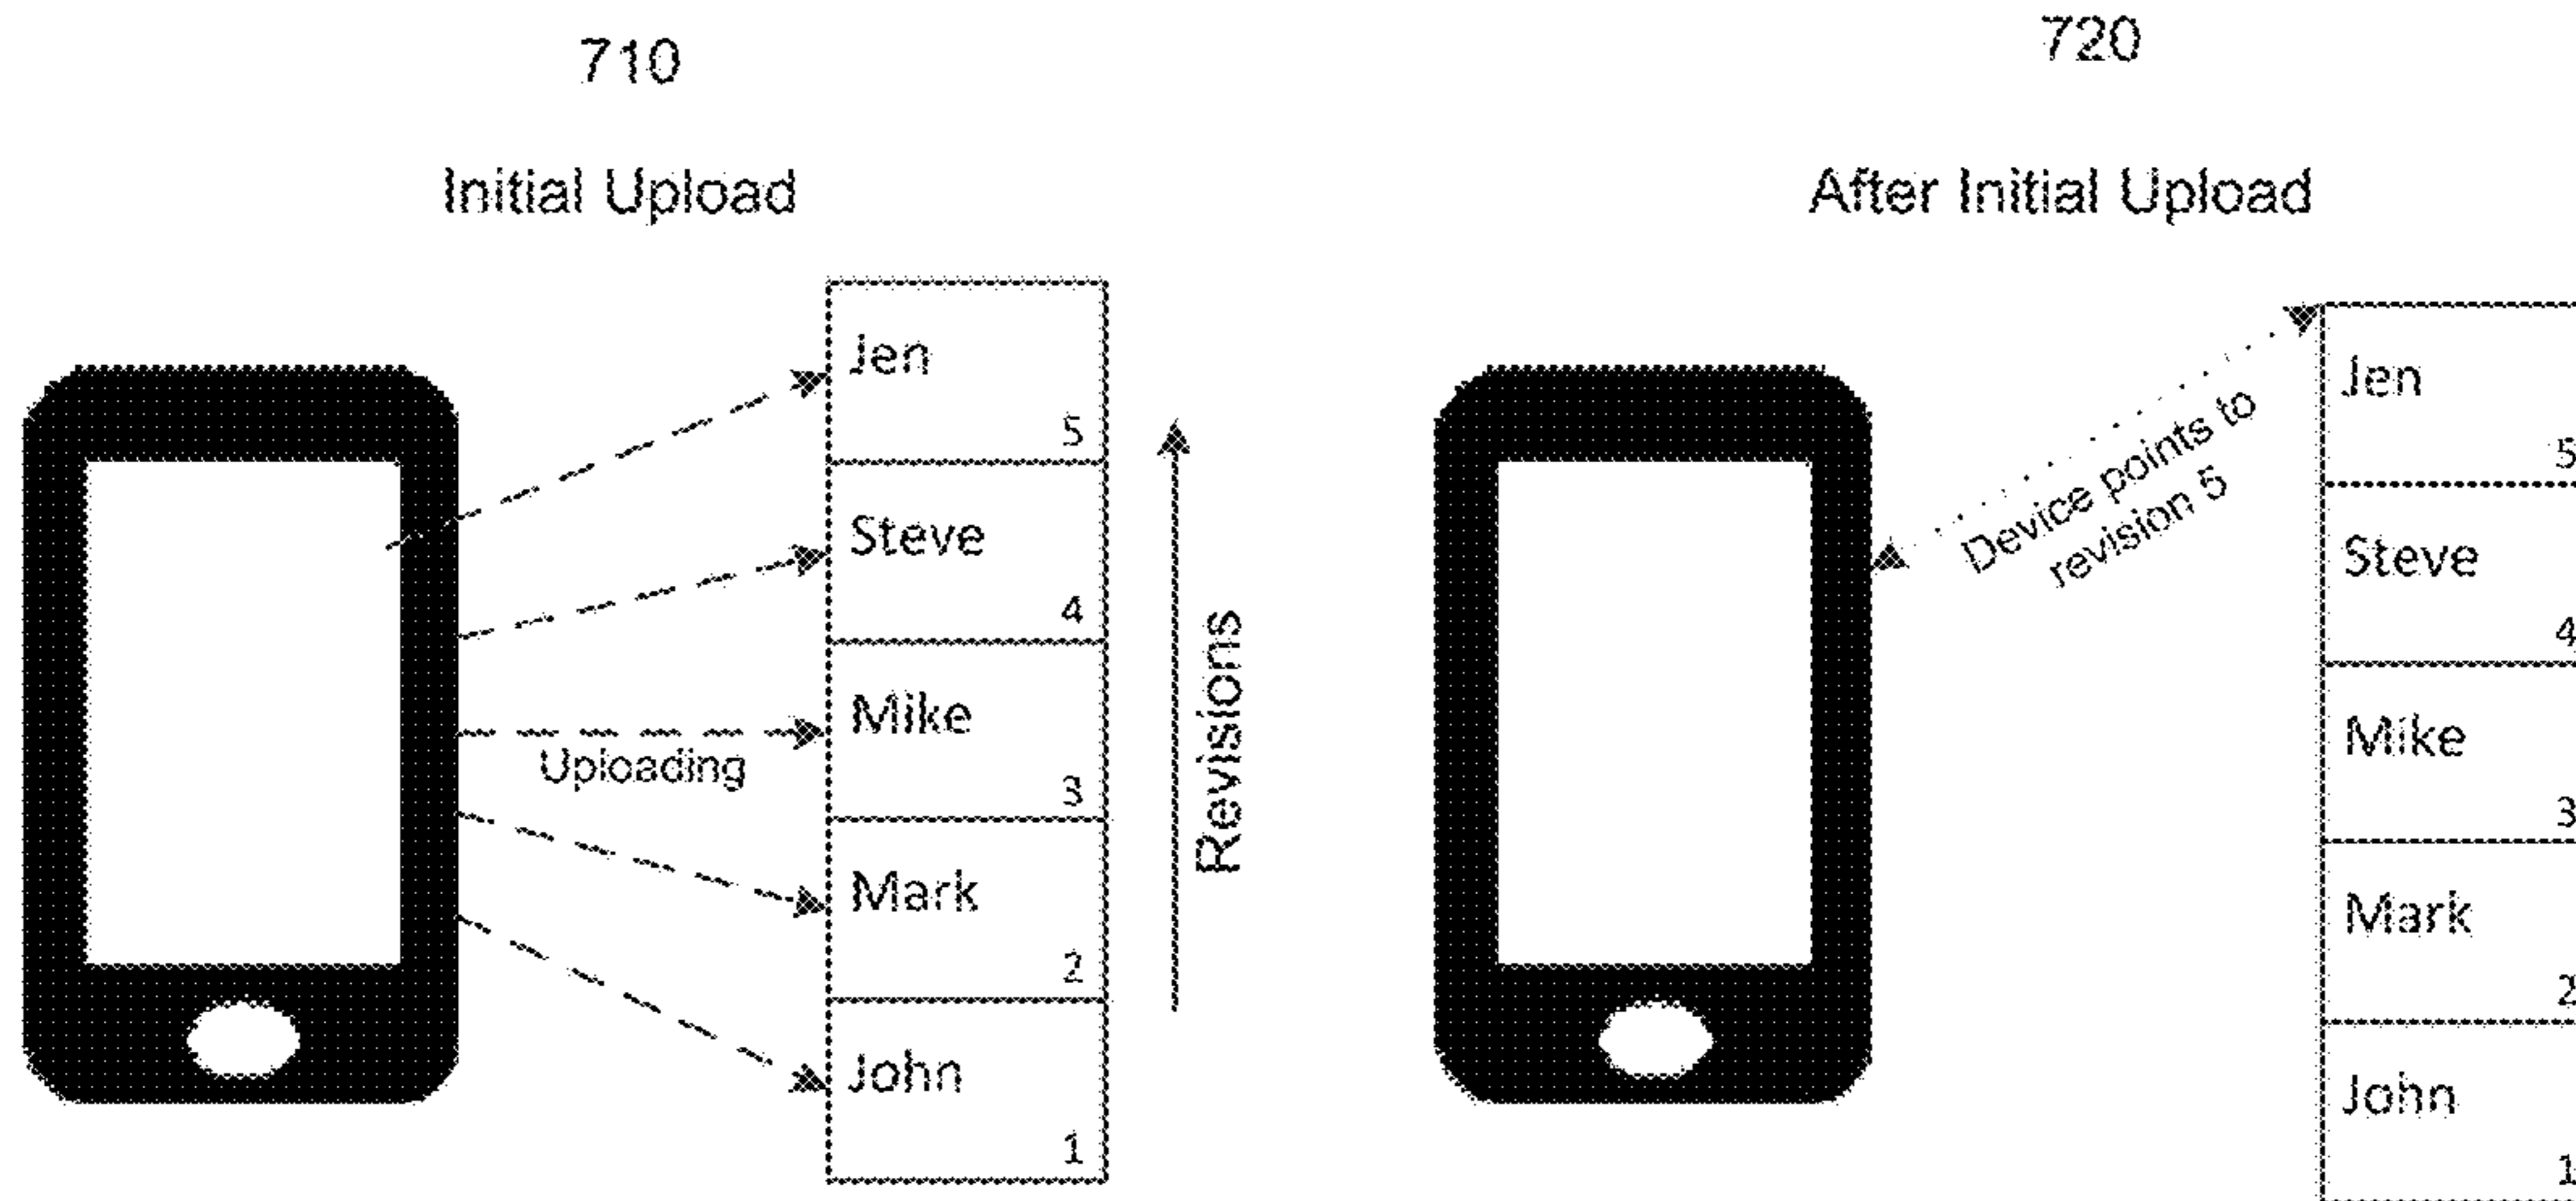 710
Initial Upload
Jen
5
Steve
4
Mike
3
Mark
2
John
1
Uploading
Revisions
720
After Initial Upload
Device points to
revision 5
Jen
5
Steve
4
Mike
3
Mark
2
John
1